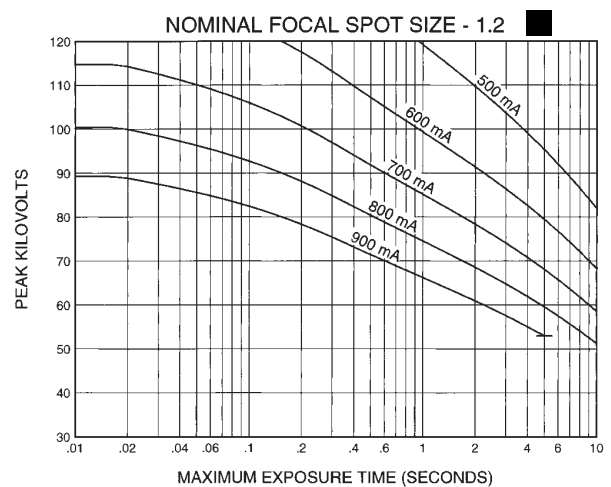 NOMINAL FOCAL SPOT SIZE - 1.2
120
110
100
90
80
70
60
50
40
30
PEAK KILOVOLTS
500 mA
600 mA
700 mA
800 mA
900 mA
.01 .02 .04 .06 .1 .2 .4 .6 1 2 4 6 10
MAXIMUM EXPOSURE TIME (SECONDS)